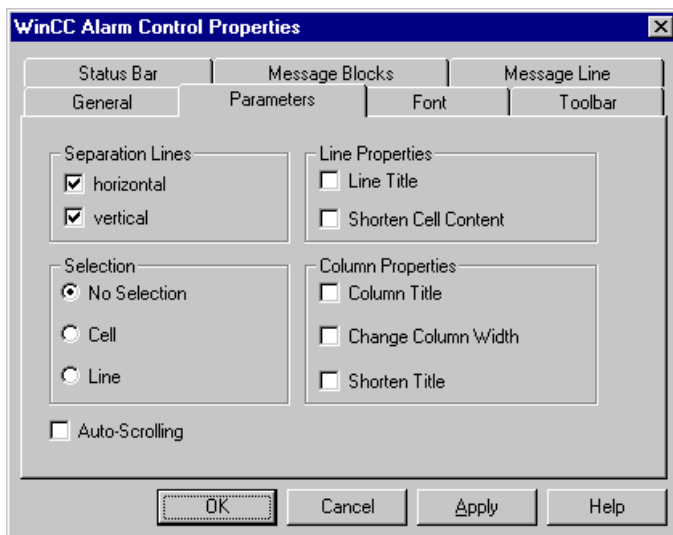 WinCC Alarm Control Properties
Status Bar Message Blocks Message Line
General Parameters Font Toolbar
Separation Lines
horizontal
vertical
Line Properties
Line Title
Shorten Cell Content
Selection
No Selection
Cell
Line
Column Properties
Column Title
Change Column Width
Shorten Title
Auto-Scrolling
OK Cancel Apply Help